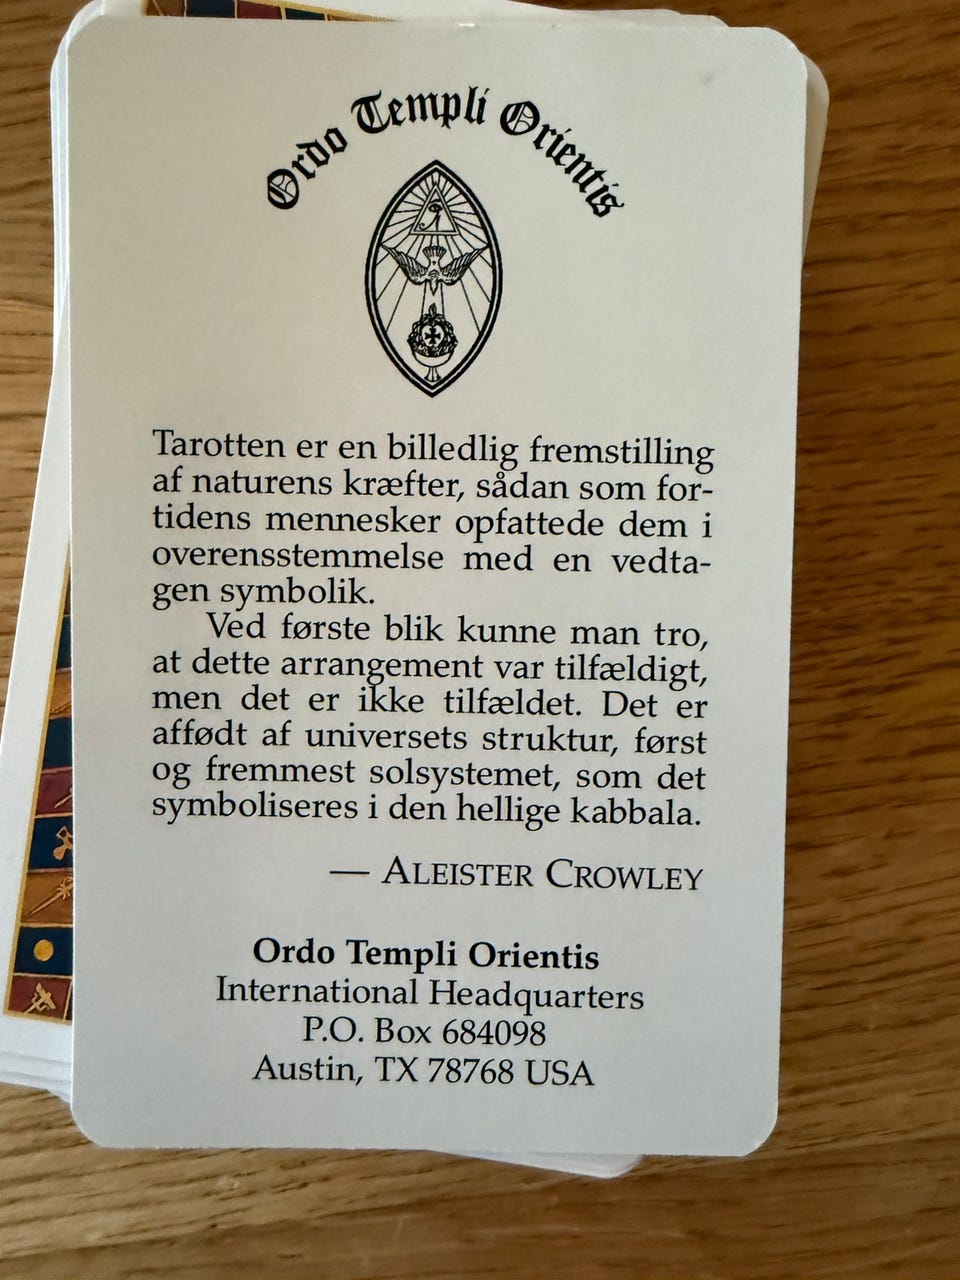 Ordo Templi Orientis
Tarotten er en billedlig fremstilling
af naturens kræfter, sådan som for-
tidens mennesker opfattede dem i
overensstemmelse med en vedta-
gen symbolik.
Ved første blik kunne man tro,
at dette arrangement var tilfældigt,
men det er ikke tilfældet. Det er
affødt af universets struktur, først
og fremmest solsystemet, som det
symboliseres i den hellige kabbala.
— ALEISTER CROWLEY
Ordo Templi Orientis
International Headquarters
P.O. Box 684098
Austin, TX 78768 USA